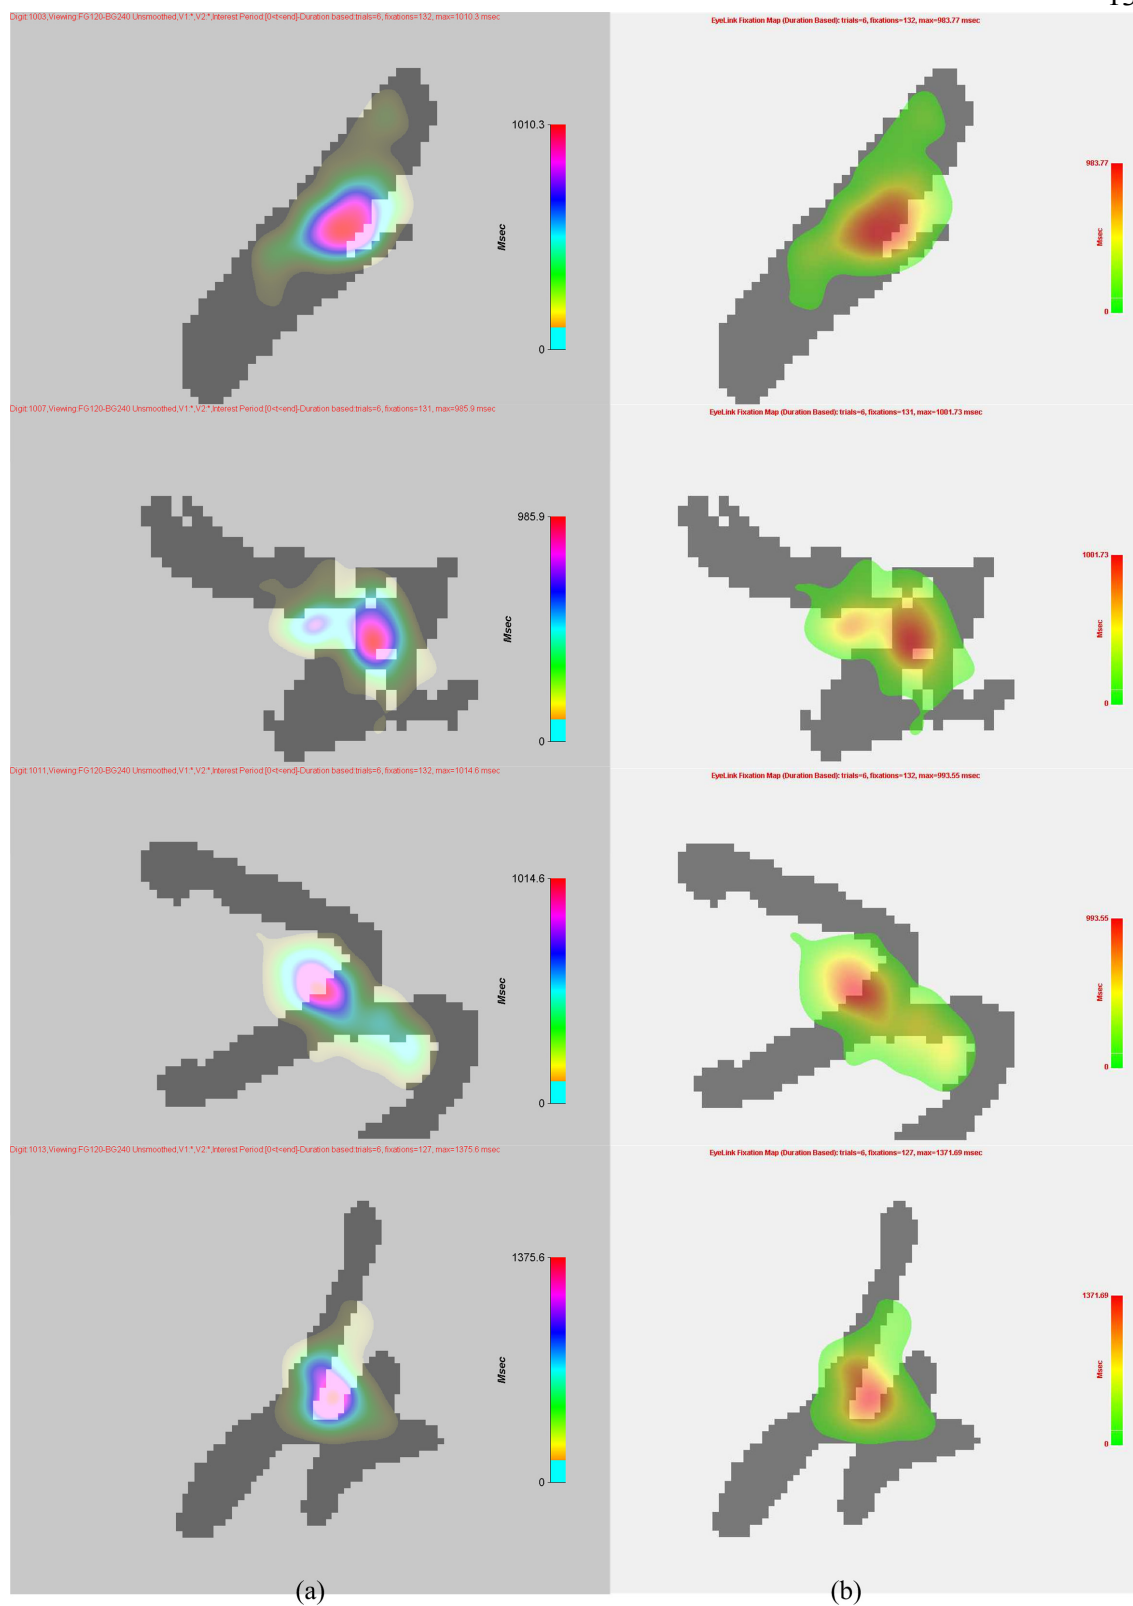 Digit:1003,Viewing:FG120-BG240 Unsmoothed,V1:*,V2:*,Interest Period:[0<t<end]-Duration based:trials=6, fixations=132, max=1010.3 msec
EyeLink Fixation Map (Duration Based): trials=6, fixations=132, max=983.77 msec
1010.3
Msec
0
983.77
Msec
0
Digit:1007,Viewing:FG120-BG240 Unsmoothed,V1:*,V2:*,Interest Period:[0<t<end]-Duration based:trials=6, fixations=131, max=985.9 msec
EyeLink Fixation Map (Duration Based): trials=6, fixations=131, max=1001.73 msec
985.9
Msec
0
1001.73
Msec
0
Digit:1011,Viewing:FG120-BG240 Unsmoothed,V1:*,V2:*,Interest Period:[0<t<end]-Duration based:trials=6, fixations=132, max=1014.6 msec
EyeLink Fixation Map (Duration Based): trials=6, fixations=132, max=993.55 msec
1014.6
Msec
0
993.55
Msec
0
Digit:1013,Viewing:FG120-BG240 Unsmoothed,V1:*,V2:*,Interest Period:[0<t<end]-Duration based:trials=6, fixations=127, max=1375.6 msec
EyeLink Fixation Map (Duration Based): trials=6, fixations=127, max=1371.69 msec
1375.6
Msec
0
1371.69
Msec
0
(a)
(b)